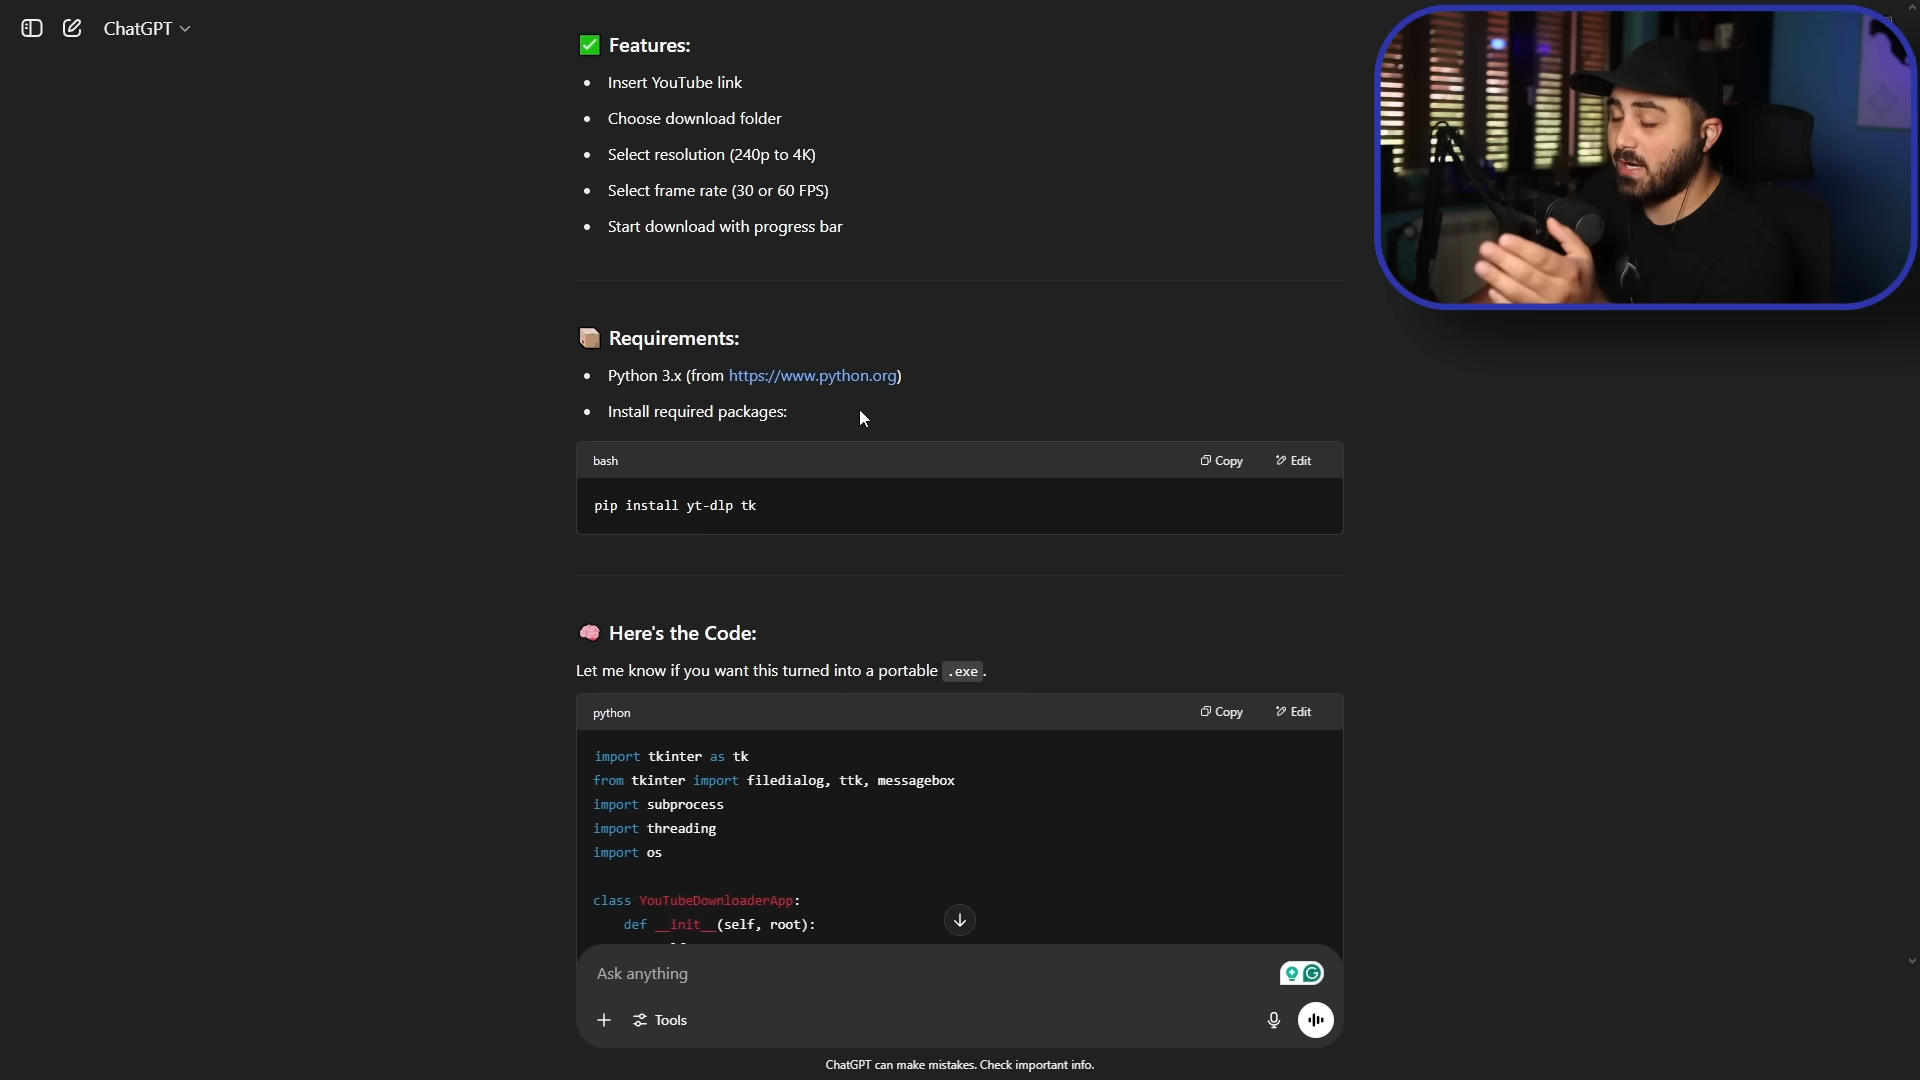 ChatGPT
✅ Features:
• Insert YouTube link
• Choose download folder
• Select resolution (240p to 4K)
• Select frame rate (30 or 60 FPS)
• Start download with progress bar
📦 Requirements:
• Python 3.x (from https://www.python.org)
• Install required packages:
bash Copy Edit
pip install yt-dlp tk
🧠 Here's the Code:
Let me know if you want this turned into a portable .exe.
python Copy Edit
import tkinter as tk
from tkinter import filedialog, ttk, messagebox
import subprocess
import threading
import os
class YouTubeDownloaderApp:
def __init__(self, root):
Ask anything
Tools
ChatGPT can make mistakes. Check important info.